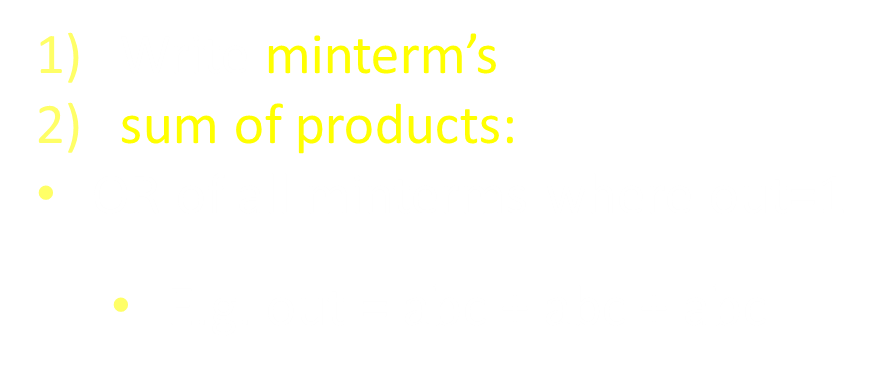 1) minterm’s
2) sum of products:
•
•